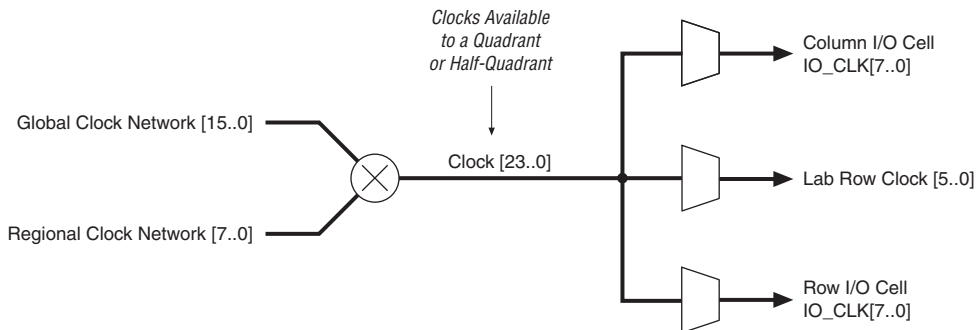 Clocks Available
to a Quadrant
or Half-Quadrant
Column I/O Cell
IO_CLK[7..0]
Global Clock Network [15..0]
Clock [23..0]
Lab Row Clock [5..0]
Regional Clock Network [7..0]
Row I/O Cell
IO_CLK[7..0]